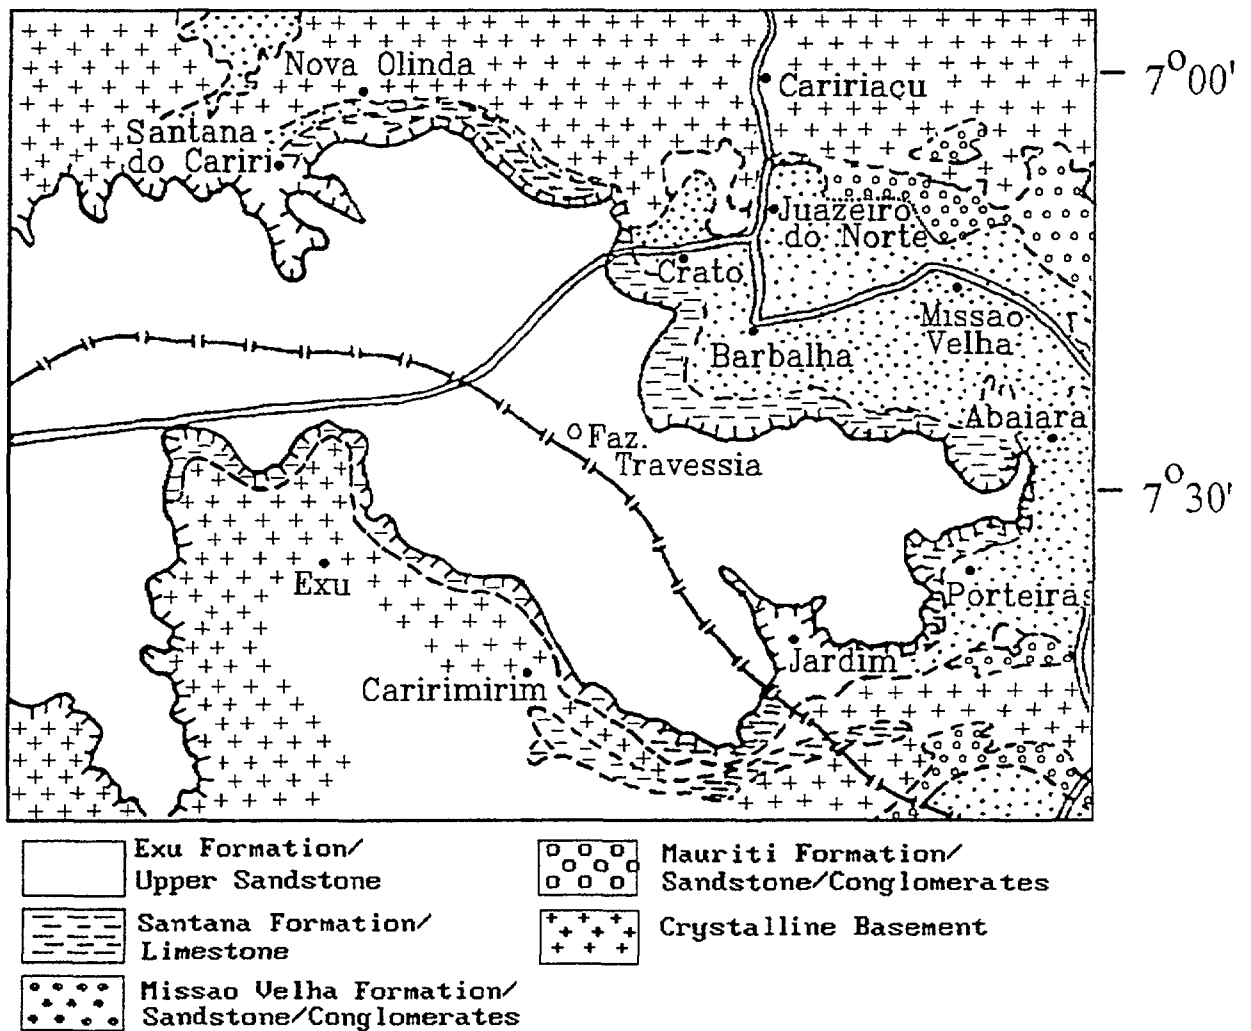 Nova Olinda
Caririaçu
7°00'
Santana
do Cariri
Juazeiro
do Norte
Crato
Missao
Velha
Barbalha
Abaiara
Faz.
Travessia
7°30'
Exu
Porteiras
Jardim
Caririmirim
Exu Formation/
Upper Sandstone
Santana Formation/
Limestone
Missao Velha Formation/
Sandstone/Conglomerates
Mauriti Formation/
Sandstone/Conglomerates
Crystalline Basement